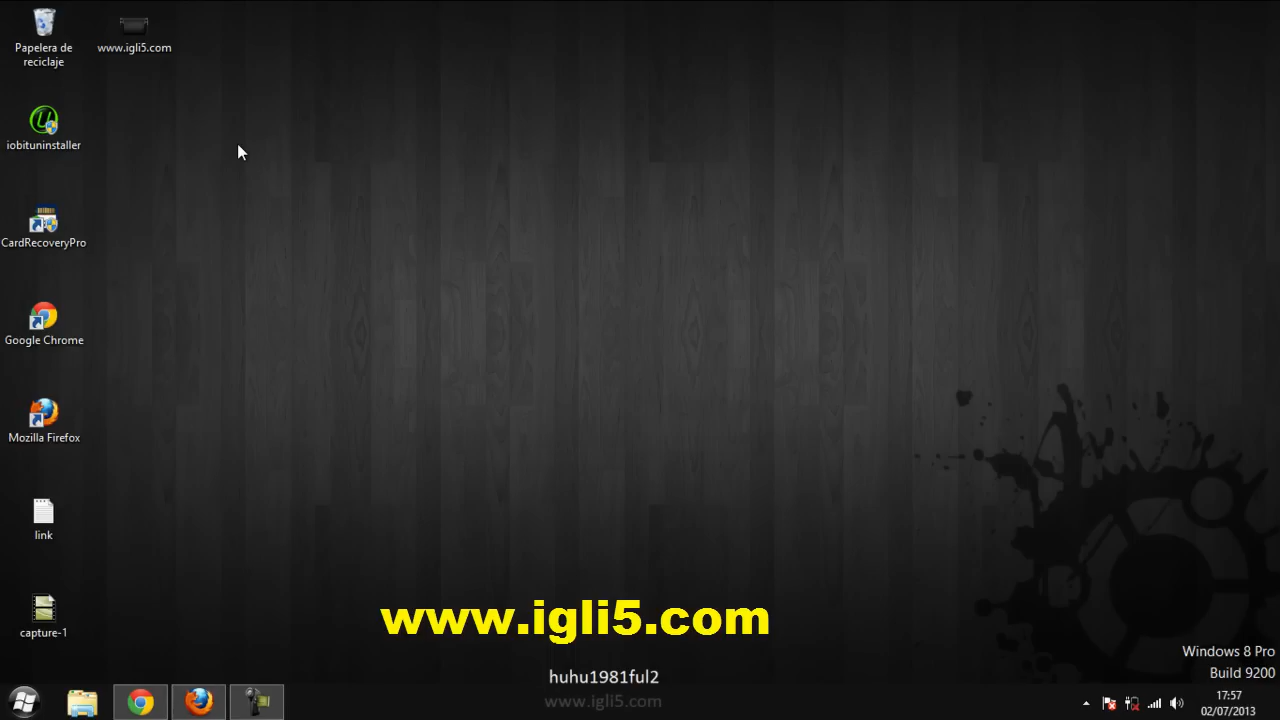 Papelera de
reciclaje
www.igli5.com
iobituninstaller
CardRecoveryPro
Google Chrome
Mozilla Firefox
link
capture-1
www.igli5.com
huhu1981ful2
www.igli5.com
Windows 8 Pro
Build 9200
17:57
02/07/2013